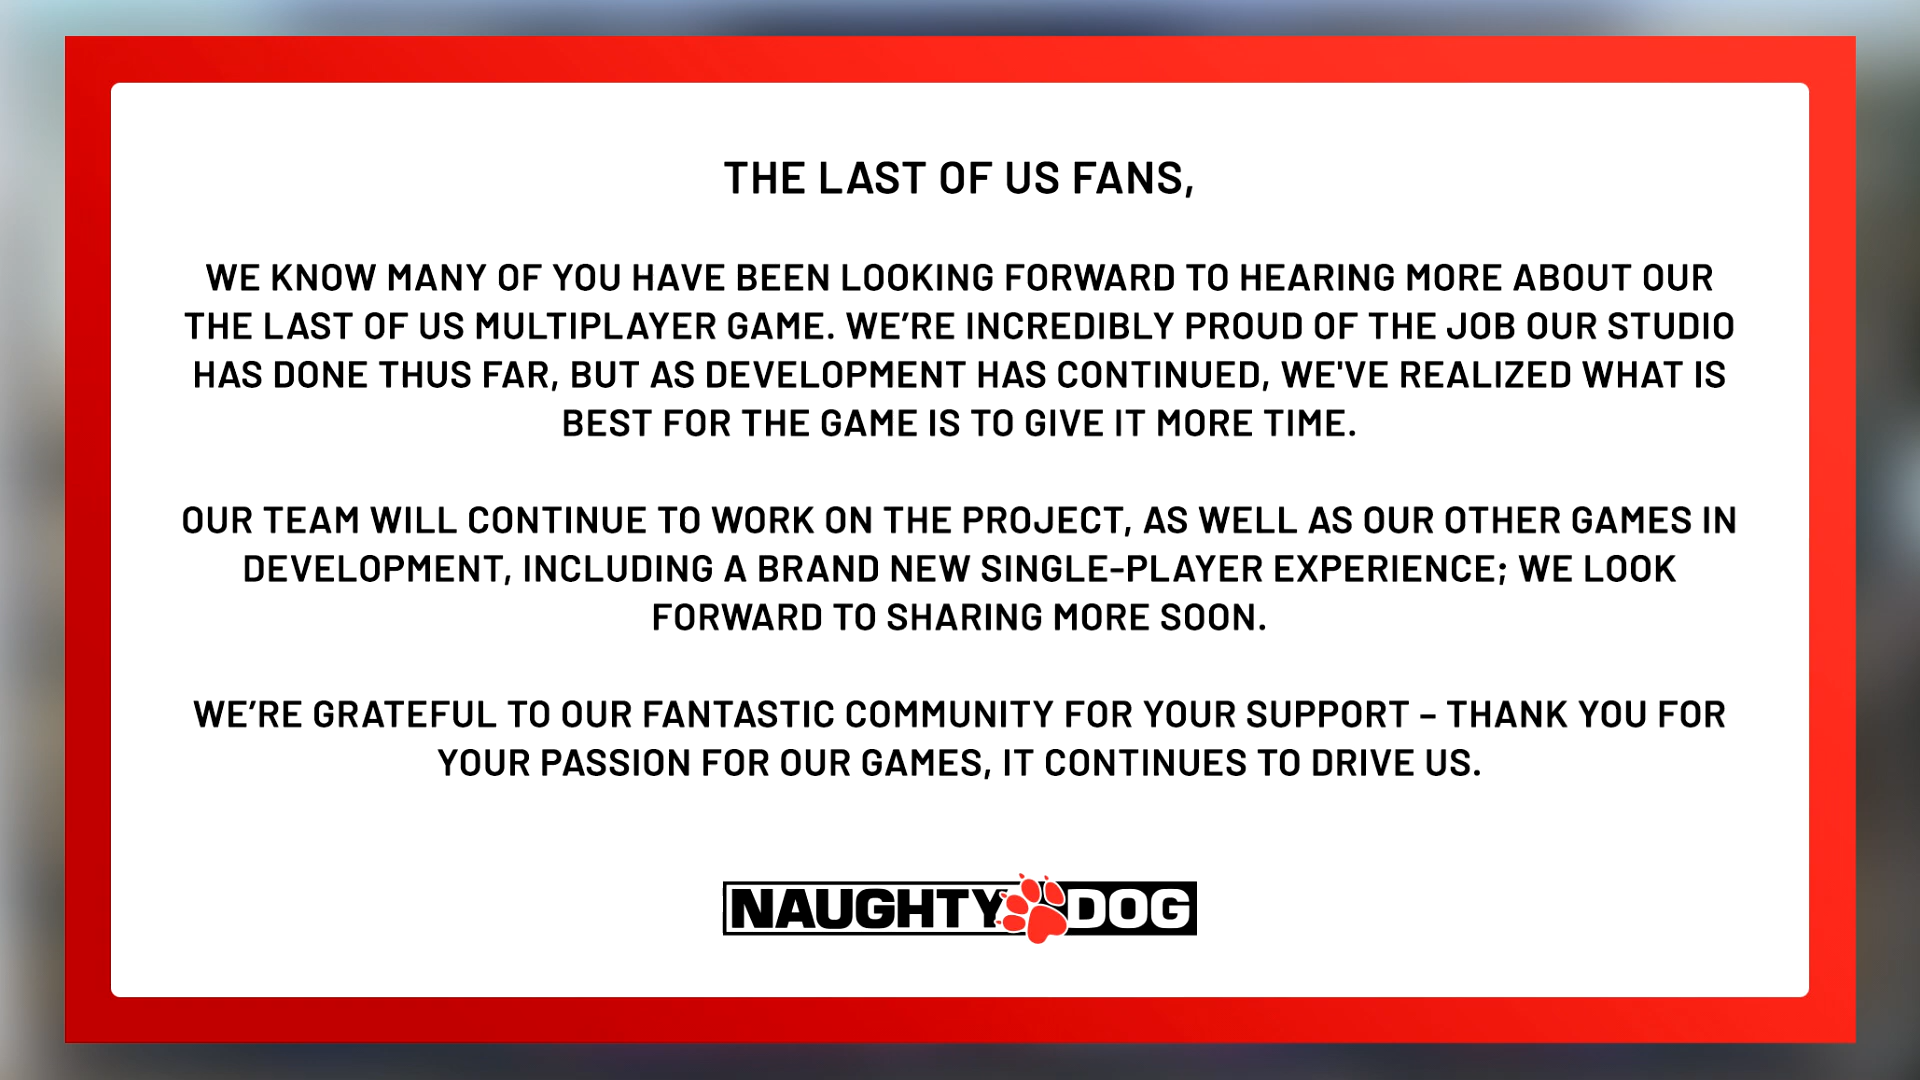 THE LAST OF US FANS,
WE KNOW MANY OF YOU HAVE BEEN LOOKING FORWARD TO HEARING MORE ABOUT OUR
THE LAST OF US MULTIPLAYER GAME. WE’RE INCREDIBLY PROUD OF THE JOB OUR STUDIO
HAS DONE THUS FAR, BUT AS DEVELOPMENT HAS CONTINUED, WE'VE REALIZED WHAT IS
BEST FOR THE GAME IS TO GIVE IT MORE TIME.
OUR TEAM WILL CONTINUE TO WORK ON THE PROJECT, AS WELL AS OUR OTHER GAMES IN
DEVELOPMENT, INCLUDING A BRAND NEW SINGLE-PLAYER EXPERIENCE; WE LOOK
FORWARD TO SHARING MORE SOON.
WE’RE GRATEFUL TO OUR FANTASTIC COMMUNITY FOR YOUR SUPPORT – THANK YOU FOR
YOUR PASSION FOR OUR GAMES, IT CONTINUES TO DRIVE US.
NAUGHTY DOG